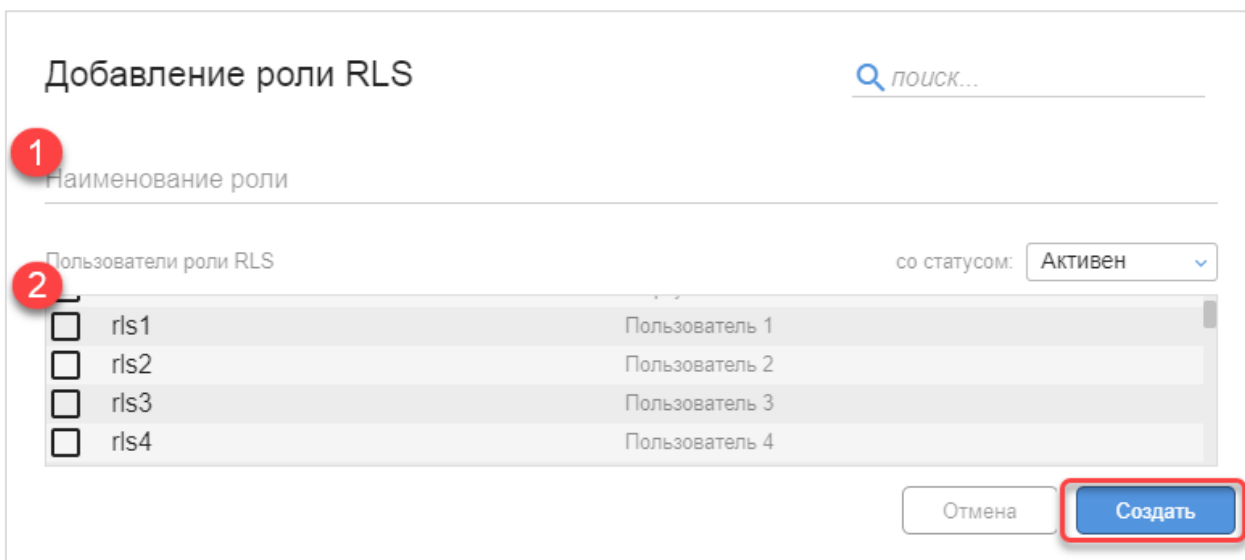 Добавление роли RLS
поиск...
1
Наименование роли
Пользователи роли RLS
со статусом: Активен
2
rls1 Пользователь 1
rls2 Пользователь 2
rls3 Пользователь 3
rls4 Пользователь 4
Отмена
Создать